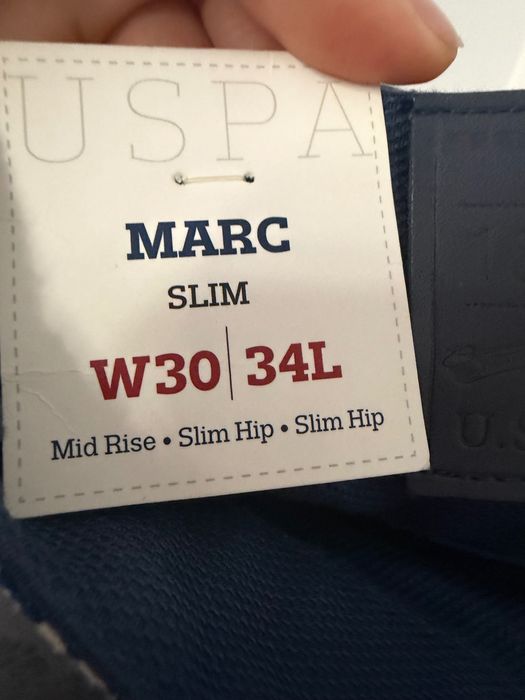 USPA
MARC
SLIM
W30 34L
Mid Rise • Slim Hip • Slim Hip
U.S